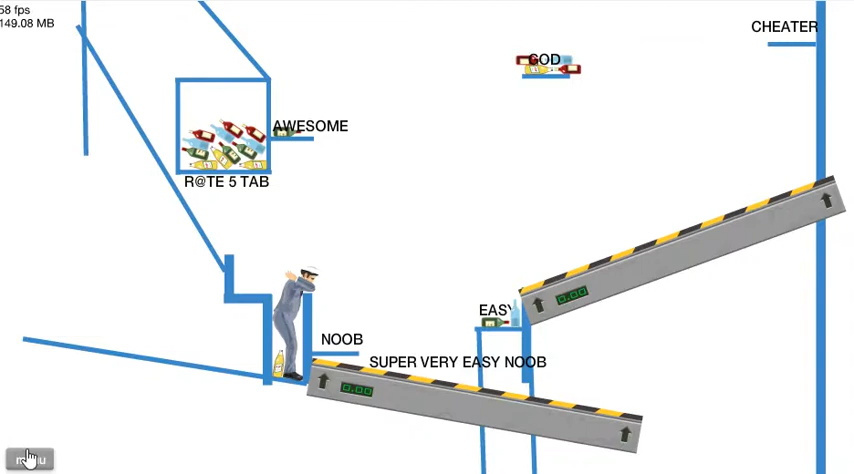 58 fps
149.08 MB
CHEATER
GOD
AWESOME
R@TE 5 TAB
EASY
NOOB
SUPER VERY EASY NOOB
0.00
0.00
menu